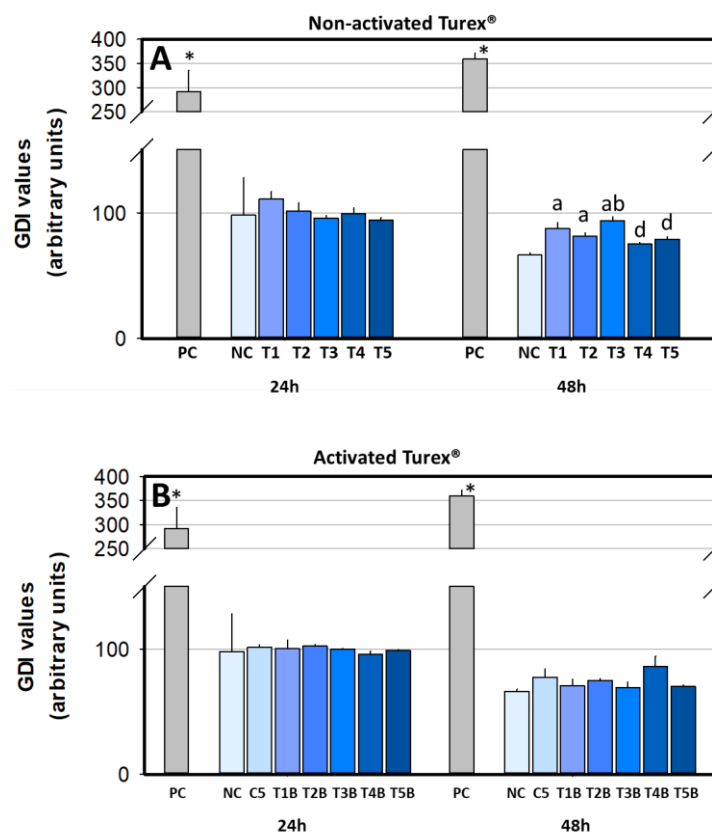 Non-activated Turex®
400
350
300
250
100
0
GDI values
(arbitrary units)
A
*
*
a a ab d d
PC NC T1 T2 T3 T4 T5 PC NC T1 T2 T3 T4 T5
24h 48h
Activated Turex®
400
350
300
250
100
0
GDI values
(arbitrary units)
B
*
*
PC NC C5 T1B T2B T3B T4B T5B PC NC C5 T1B T2B T3B T4B T5B
24h 48h